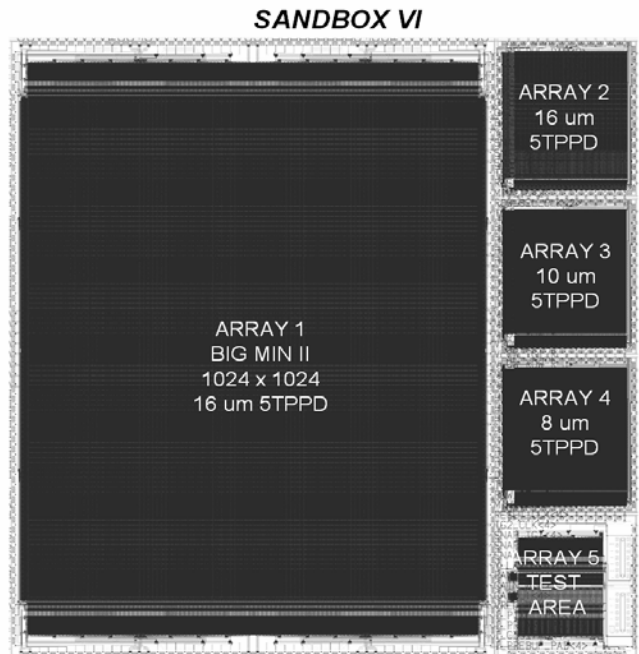 SANDBOX VI
ARRAY 1
BIG MIN II
1024 x 1024
16 um 5TPPD
ARRAY 2
16 um
5TPPD
ARRAY 3
10 um
5TPPD
ARRAY 4
8 um
5TPPD
ARRAY 5
TEST
AREA